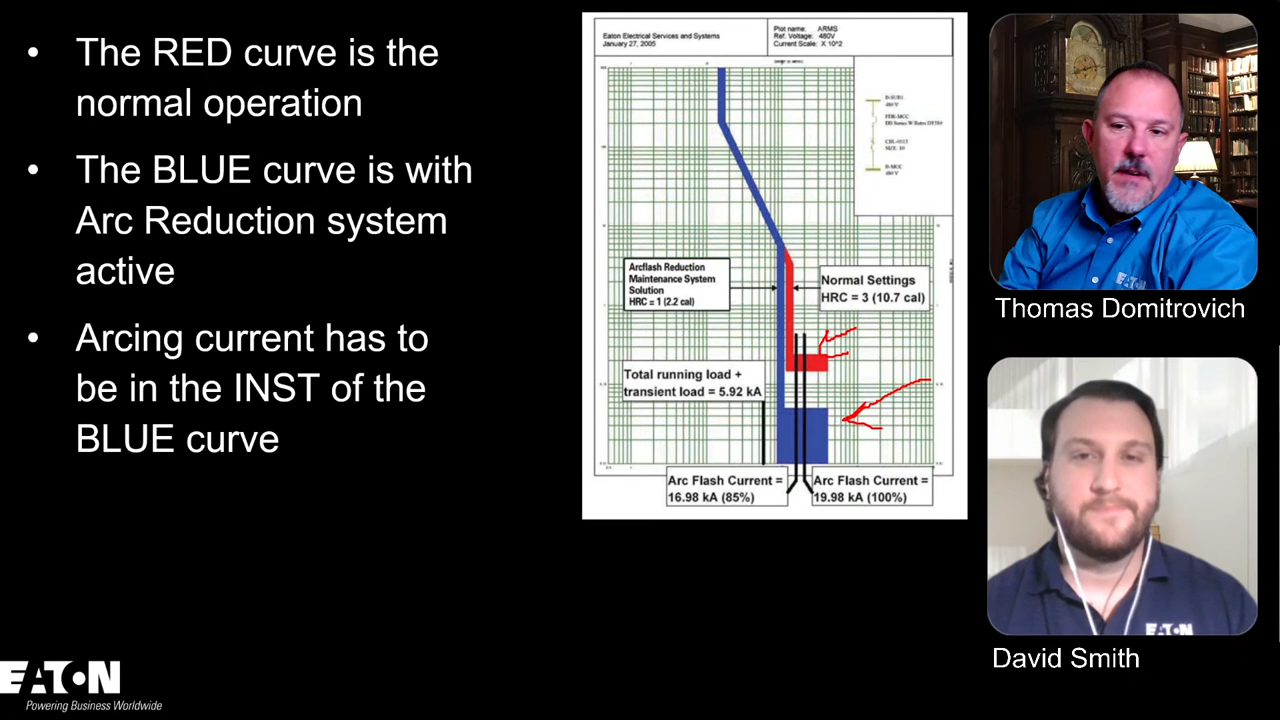 • The RED curve is the
normal operation
• The BLUE curve is with
Arc Reduction system
active
• Arcing current has to
be in the INST of the
BLUE curve
Eaton Electrical Services and Systems
January 27, 2005
Plot name: ARMS
Ref. Voltage: 480V
Current Scale: X 10^2
480 V
480 V
Arcflash Reduction
Maintenance System
Solution
HRC = 1 (2.2 cal)
Normal Settings
HRC = 3 (10.7 cal)
Total running load +
transient load = 5.92 kA
Arc Flash Current =
16.98 kA (85%)
Arc Flash Current =
19.98 kA (100%)
EATON
Thomas Domitrovich
EATON
David Smith
EATON
Powering Business Worldwide